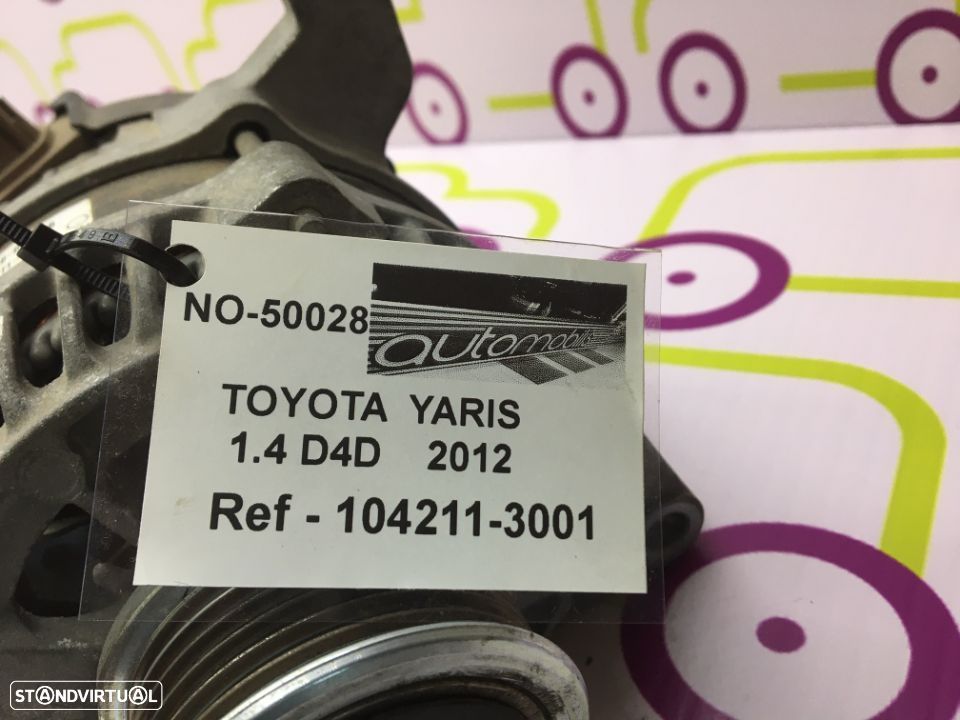 NO-50028
automobile
TOYOTA YARIS
1.4 D4D 2012
Ref - 104211-3001
STANDVIRTUAL